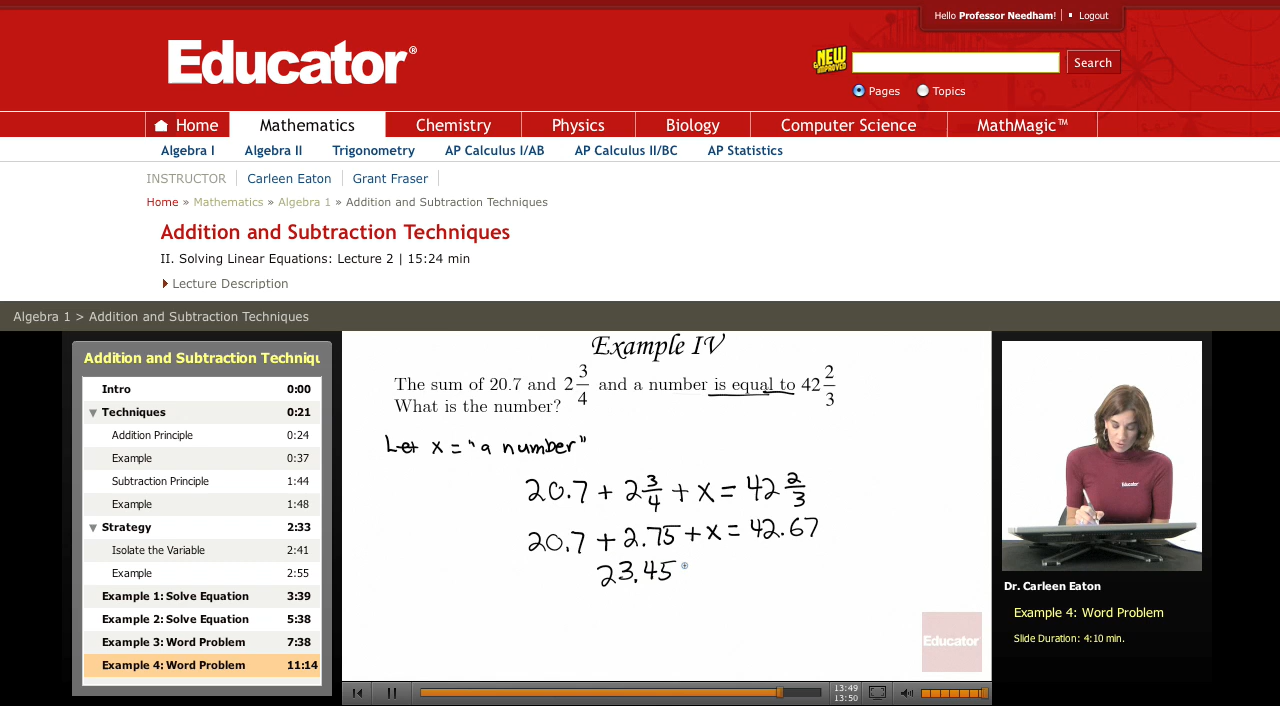 Hello Professor Needham! Logout
Educator®
NEW
& IMPROVED
Search
Pages Topics
Home Mathematics Chemistry Physics Biology Computer Science MathMagic™
Algebra I Algebra II Trigonometry AP Calculus I/AB AP Calculus II/BC AP Statistics
INSTRUCTOR Carleen Eaton Grant Fraser
Home » Mathematics » Algebra 1 » Addition and Subtraction Techniques
Addition and Subtraction Techniques
II. Solving Linear Equations: Lecture 2 | 15:24 min
Lecture Description
Algebra 1 > Addition and Subtraction Techniques
Addition and Subtraction Techniqu
Intro 0:00
Techniques 0:21
Addition Principle 0:24
Example 0:37
Subtraction Principle 1:44
Example 1:48
Strategy 2:33
Isolate the Variable 2:41
Example 2:55
Example 1: Solve Equation 3:39
Example 2: Solve Equation 5:38
Example 3: Word Problem 7:38
Example 4: Word Problem 11:14
Example IV
The sum of 20.7 and 2 3/4 and a number is equal to 42 2/3
What is the number?
Let x = "a number"
20.7 + 2 3/4 + x = 42 2/3
20.7 + 2.75 + x = 42.67
23.45
Educator
13:49
13:50
Educator
Dr. Carleen Eaton
Example 4: Word Problem
Slide Duration: 4:10 min.